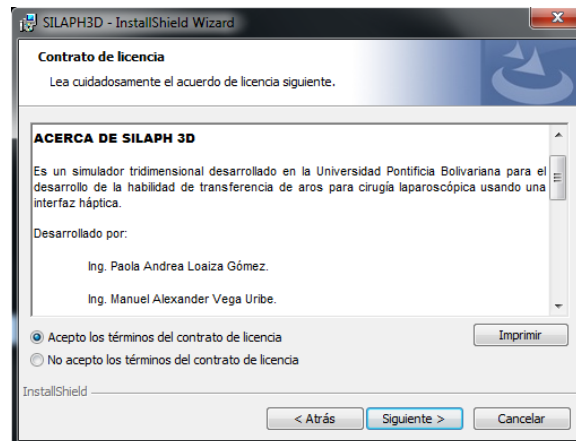 SILAPH3D - InstallShield Wizard
Contrato de licencia
Lea cuidadosamente el acuerdo de licencia siguiente.
ACERCA DE SILAPH 3D
Es un simulador tridimensional desarrollado en la Universidad Pontificia Bolivariana para el
desarrollo de la habilidad de transferencia de aros para cirugía laparoscópica usando una
interfaz háptica.
Desarrollado por:
Ing. Paola Andrea Loaiza Gómez.
Ing. Manuel Alexander Vega Uribe.
Acepto los términos del contrato de licencia
Imprimir
No acepto los términos del contrato de licencia
InstallShield
< Atrás
Siguiente >
Cancelar